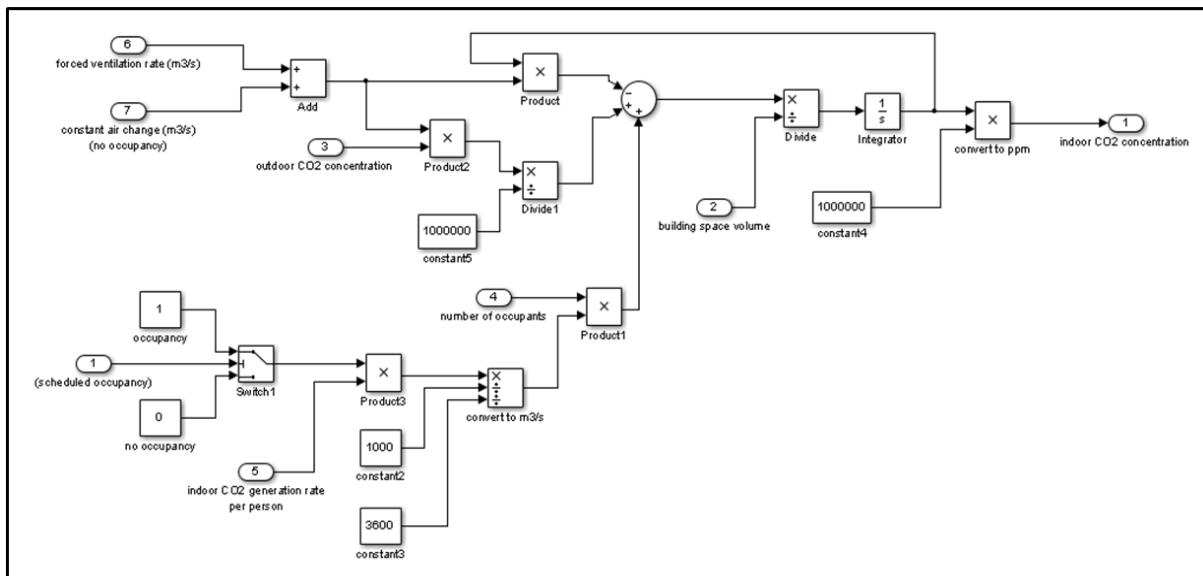 6
forced ventilation rate (m3/s)
7
constant air change (m3/s)
(no occupancy)
+
+
Add
×
Product
3
outdoor CO2 concentration
×
Product2
×
÷
Divide1
1000000
constant5
−
+
+
×
÷
Divide
1
s
Integrator
×
convert to ppm
1
indoor CO2 concentration
2
building space volume
1000000
constant4
4
number of occupants
×
Product1
1
occupancy
1
(scheduled occupancy)
Switch1
0
no occupancy
×
Product3
×
÷
÷
convert to m3/s
5
indoor CO2 generation rate
per person
1000
constant2
3600
constant3